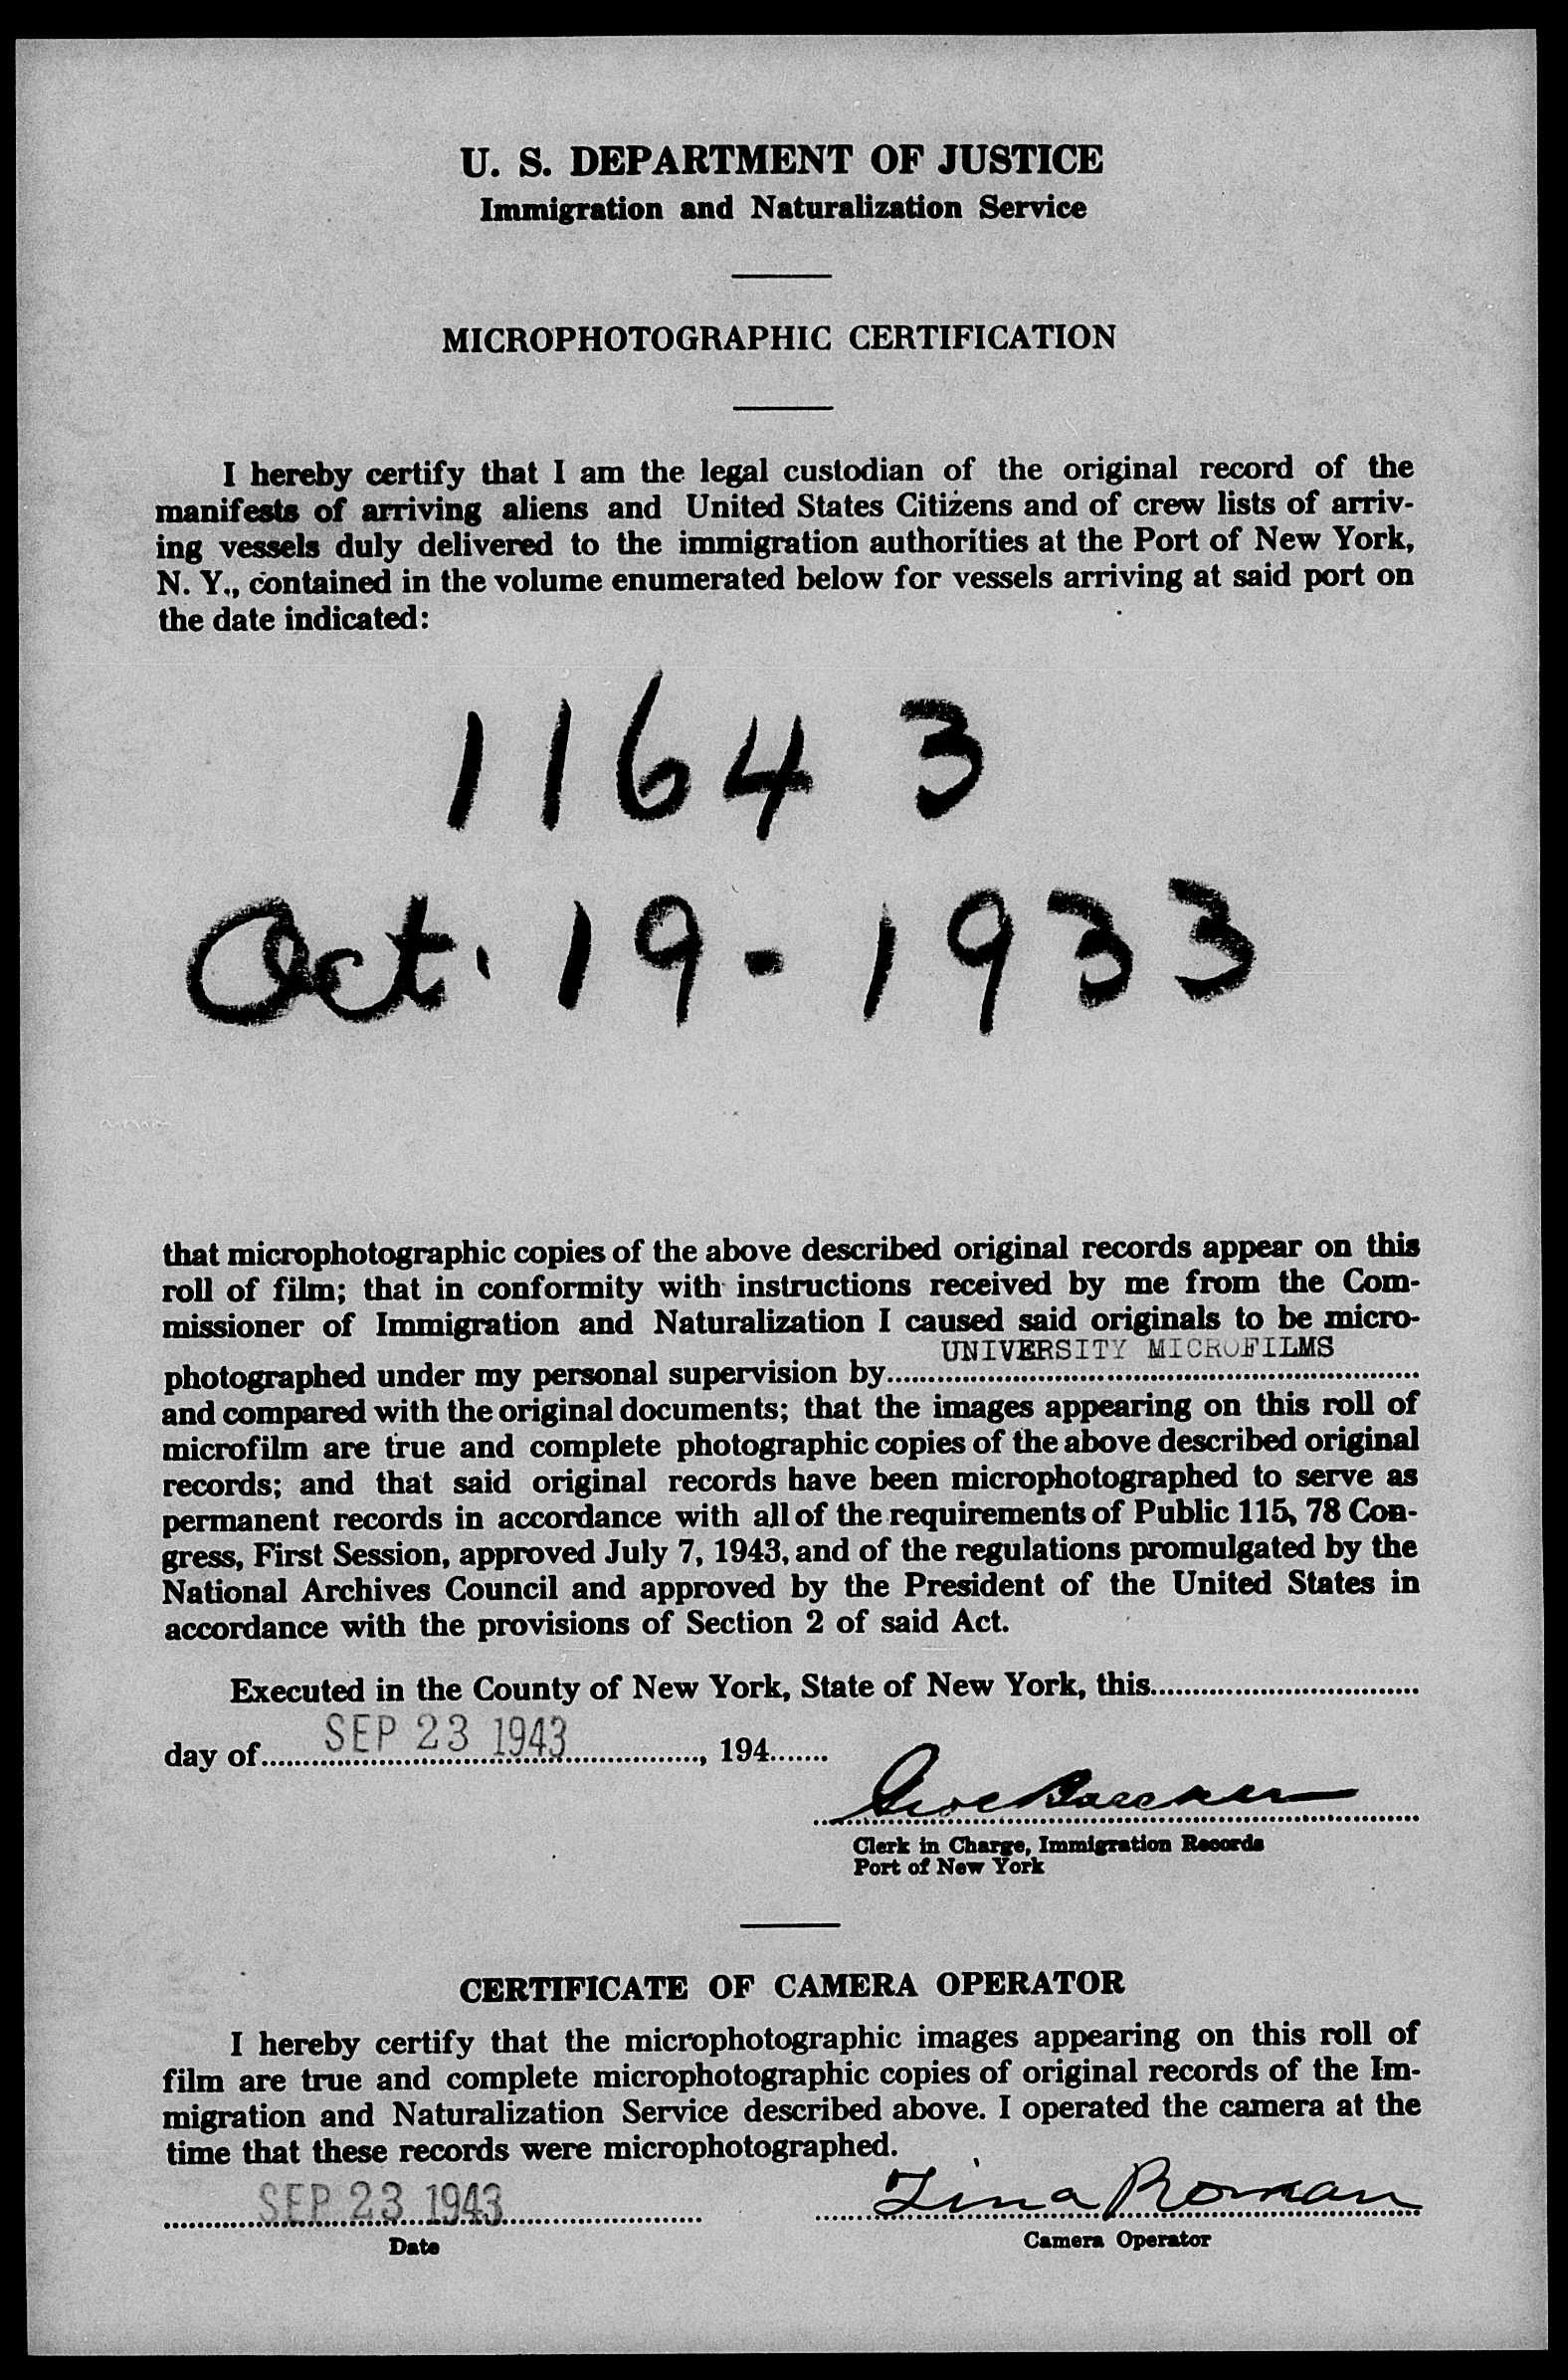 U. S. DEPARTMENT OF JUSTICE
Immigration and Naturalization Service
MICROPHOTOGRAPHIC CERTIFICATION
I hereby certify that I am the legal custodian of the original record of the
manifests of arriving aliens and United States Citizens and of crew lists of arriv-
ing vessels duly delivered to the immigration authorities at the Port of New York,
N. Y., contained in the volume enumerated below for vessels arriving at said port on
the date indicated:
11643
Oct. 19-1933
that microphotographic copies of the above described original records appear on this
roll of film; that in conformity with instructions received by me from the Com-
missioner of Immigration and Naturalization I caused said originals to be micro-
UNIVERSITY MICROFILMS
photographed under my personal supervision by
and compared with the original documents; that the images appearing on this roll of
microfilm are true and complete photographic copies of the above described original
records; and that said original records have been microphotographed to serve as
permanent records in accordance with all of the requirements of Public 115, 78 Con-
gress, First Session, approved July 7, 1943, and of the regulations promulgated by the
National Archives Council and approved by the President of the United States in
accordance with the provisions of Section 2 of said Act.
Executed in the County of New York, State of New York, this
day of SEP 23 1943, 194
Clerk in Charge, Immigration Records
Port of New York
CERTIFICATE OF CAMERA OPERATOR
I hereby certify that the microphotographic images appearing on this roll of
film are true and complete microphotographic copies of original records of the Im-
migration and Naturalization Service described above. I operated the camera at the
time that these records were microphotographed.
SEP 23 1943 Tina Roman
Date Camera Operator